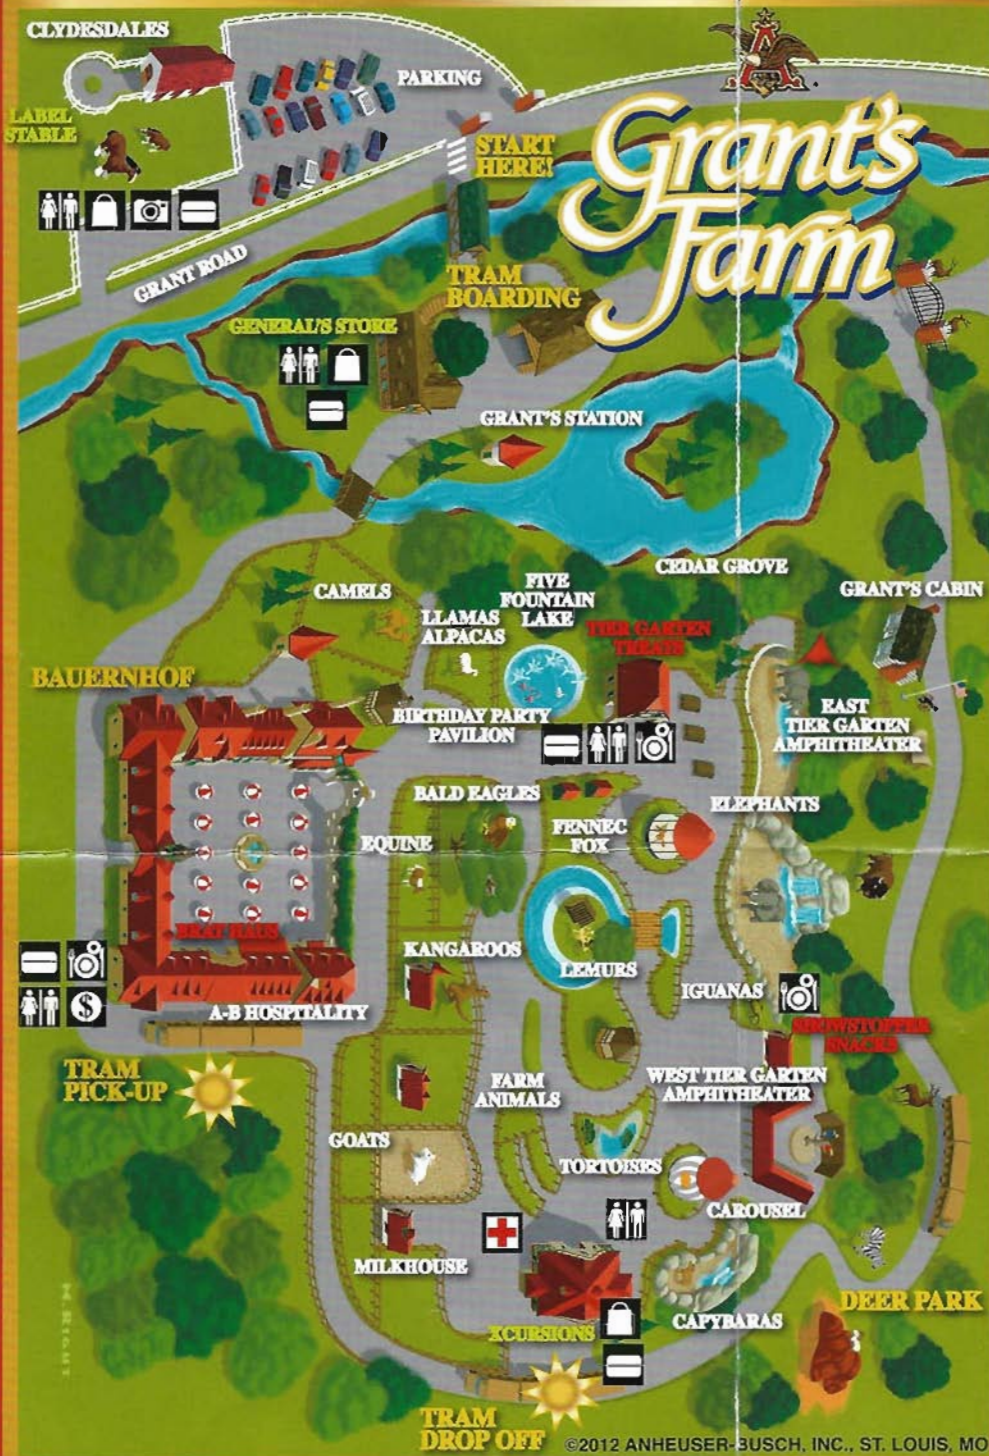 CLYDESDALES
PARKING
A
LABEL
STABLE
START
HERE!
Grant's
Farm
GRANT ROAD
TRAM
BOARDING
GENERAL'S STORE
GRANT'S STATION
CEDAR GROVE
CAMELS
FIVE
FOUNTAIN
LAKE
GRANT'S CABIN
LLAMAS
ALPACAS
TIER GARTEN
TREATS
BAUERNHOF
BIRTHDAY PARTY
PAVILION
EAST
TIER GARTEN
AMPHITHEATER
BALD EAGLES
ELEPHANTS
FENNEC
FOX
EQUINE
BRAT HAUS
KANGAROOS
LEMURS
IGUANAS
$
A-B HOSPITALITY
SHOWSTOPPER
SNACKS
TRAM
PICK-UP
FARM
ANIMALS
WEST TIER GARTEN
AMPHITHEATER
GOATS
TORTOISES
CAROUSEL
MILKHOUSE
DEER PARK
XCURSIONS
CAPYBARAS
TRAM
DROP OFF
©2012 ANHEUSER-BUSCH, INC., ST. LOUIS, MO